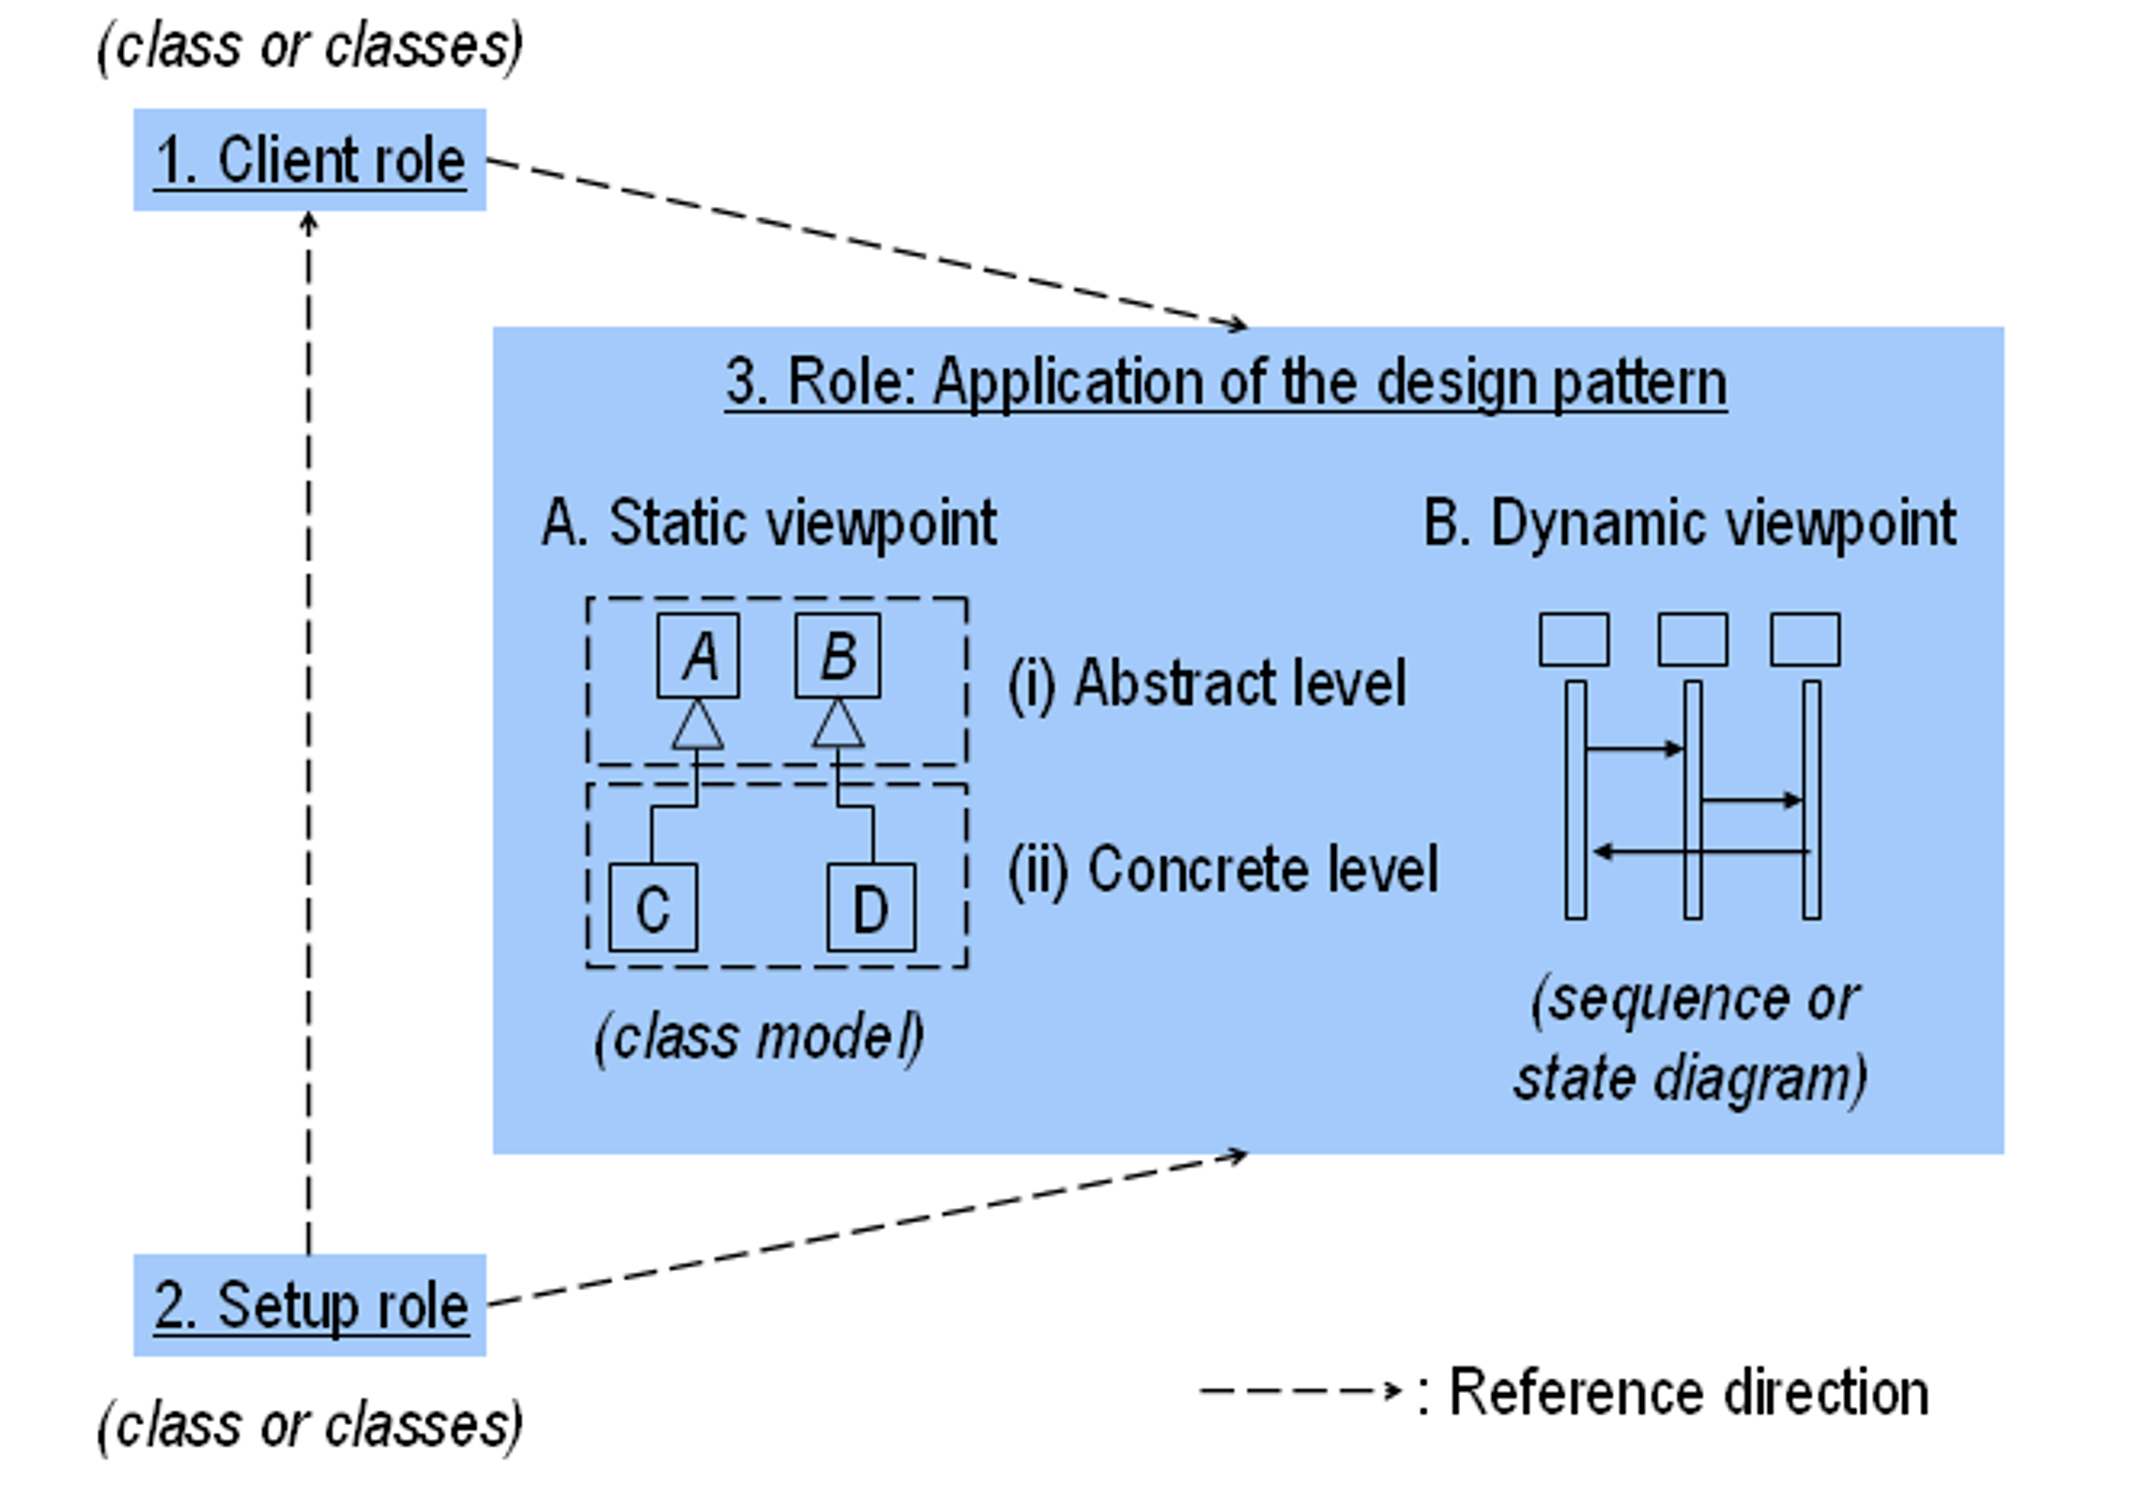 (class or classes)
1. Client role
3. Role: Application of the design pattern
A. Static viewpoint
B. Dynamic viewpoint
A
B
(i) Abstract level
(ii) Concrete level
C
D
(class model)
(sequence or
state diagram)
2. Setup role
(class or classes)
: Reference direction